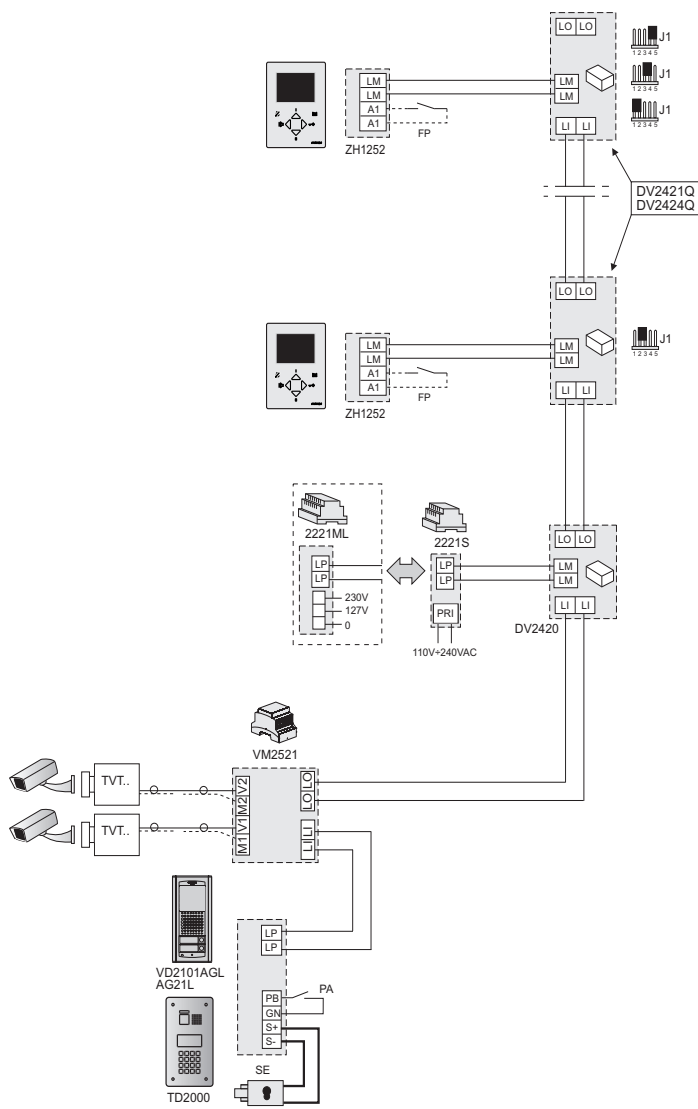 LO LO
J1
1 2 3 4 5
J1
1 2 3 4 5
J1
1 2 3 4 5
LM
LM
A1
A1
FP
ZH1252
LM
LM
LI LI
DV2421Q
DV2424Q
LO LO
LM
LM
A1
A1
FP
ZH1252
LM
LM
J1
1 2 3 4 5
LI LI
2221ML
LP
LP
230V
127V
0
2221S
LP
LP
PRI
110V÷240VAC
LO LO
LM
LM
LI LI
DV2420
VM2521
TVT..
TVT..
V2
M2
V1
M1
LO
LO
LI
LI
VD2101AGL
AG21L
TD2000
LP
LP
PB
GN
S+
S-
PA
SE